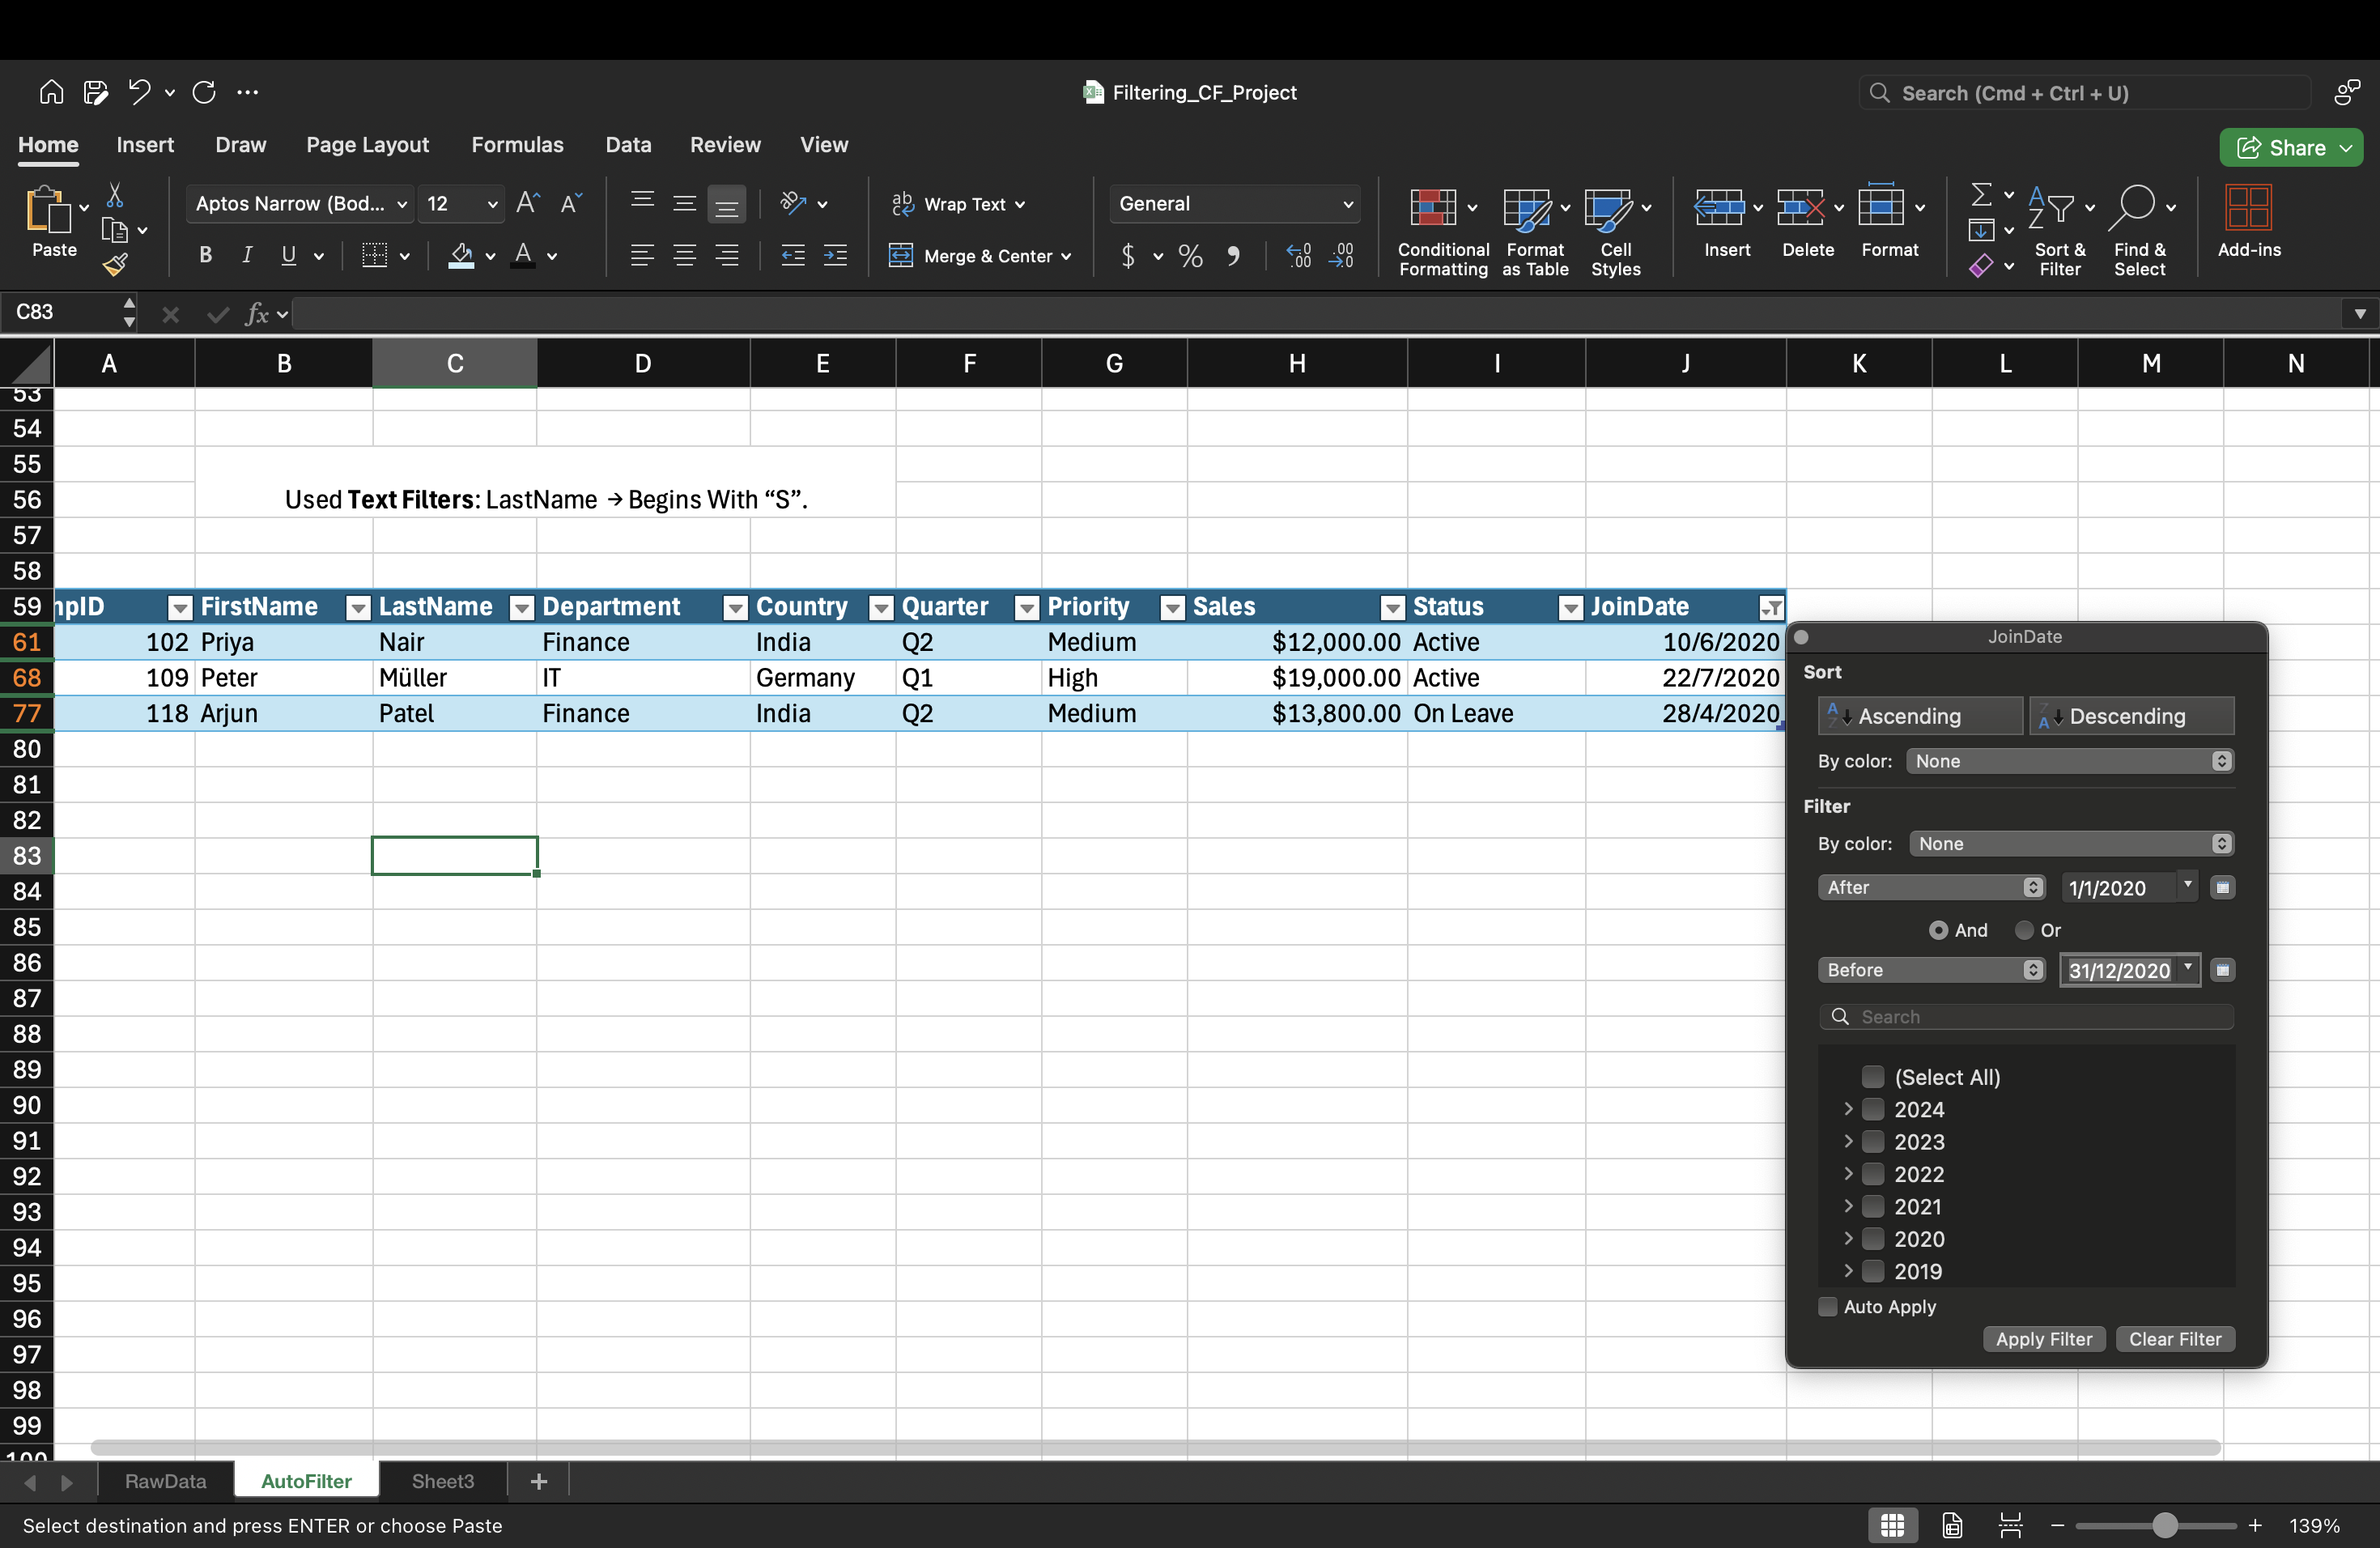 Filtering_CF_Project
Search (Cmd + Ctrl + U)
Home Insert Draw Page Layout Formulas Data Review View
Share
Paste
Aptos Narrow (Bod... 12
B I U
Wrap Text
Merge & Center
General
$ % 9
Conditional Formatting
Format as Table
Cell Styles
Insert
Delete
Format
Sort & Filter
Find & Select
Add-ins
C83
fx
A B C D E F G H I J K L M N
53
54
55
56 Used Text Filters: LastName → Begins With “S”.
57
58
59 npID FirstName LastName Department Country Quarter Priority Sales Status JoinDate
61 102 Priya Nair Finance India Q2 Medium $12,000.00 Active 10/6/2020
68 109 Peter Müller IT Germany Q1 High $19,000.00 Active 22/7/2020
77 118 Arjun Patel Finance India Q2 Medium $13,800.00 On Leave 28/4/2020
80
81
82
83
84
85
86
87
88
89
90
91
92
93
94
95
96
97
98
99
100
JoinDate
Sort
Ascending Descending
By color: None
Filter
By color: None
After 1/1/2020
And Or
Before 31/12/2020
Search
(Select All)
2024
2023
2022
2021
2020
2019
Auto Apply
Apply Filter Clear Filter
RawData AutoFilter Sheet3 +
Select destination and press ENTER or choose Paste
139%